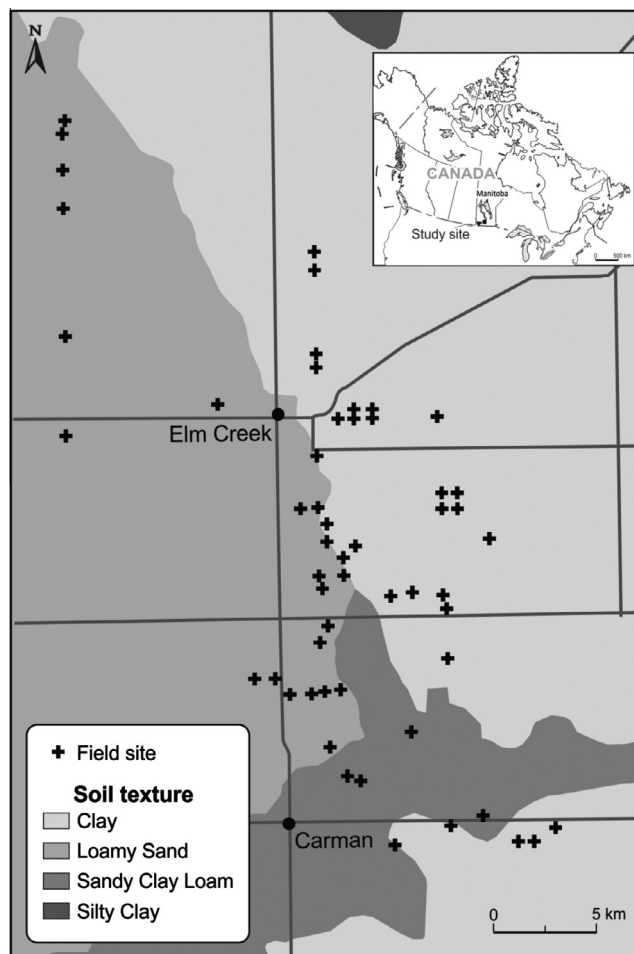 N
CANADA
Manitoba
Study site
0 500 km
Elm Creek
Field site
Soil texture
Clay
Loamy Sand
Sandy Clay Loam
Silty Clay
Carman
0 5 km